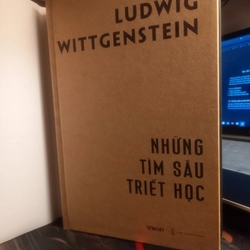 LUDWIG
WITTGENSTEIN
NHỮNG
TÌM SÂU
TRIẾT HỌC